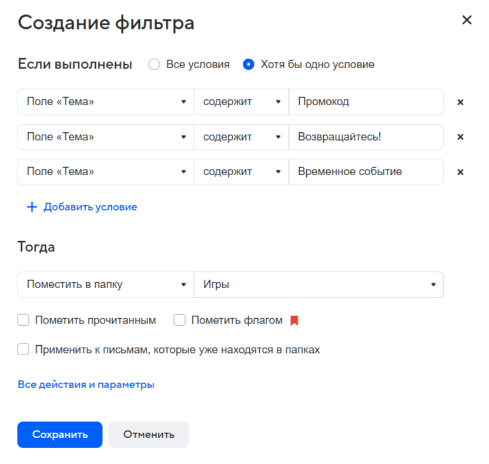 Создание фильтра
Если выполнены Все условия Хотя бы одно условие
Поле «Тема» содержит Промокод
Поле «Тема» содержит Возвращайтесь!
Поле «Тема» содержит Временное событие
+ Добавить условие
Тогда
Поместить в папку Игры
Пометить прочитанным Пометить флагом
Применить к письмам, которые уже находятся в папках
Все действия и параметры
Сохранить Отменить